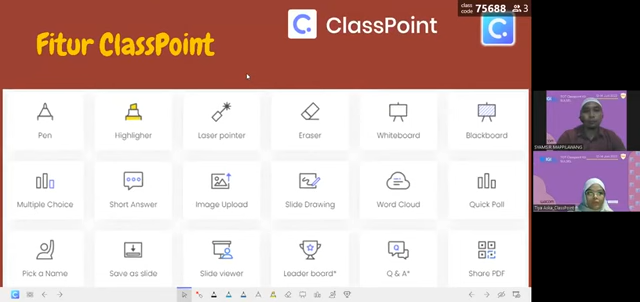 class code 75688 3
ClassPoint
Fitur ClassPoint
Pen
Highligher
Laser pointer
Eraser
Whiteboard
Blackboard
Multiple Choice
Short Answer
Image Upload
Slide Drawing
Word Cloud
Quick Poll
Pick a Name
Save as slide
Slide viewer
Leader board*
Q & A*
Share PDF